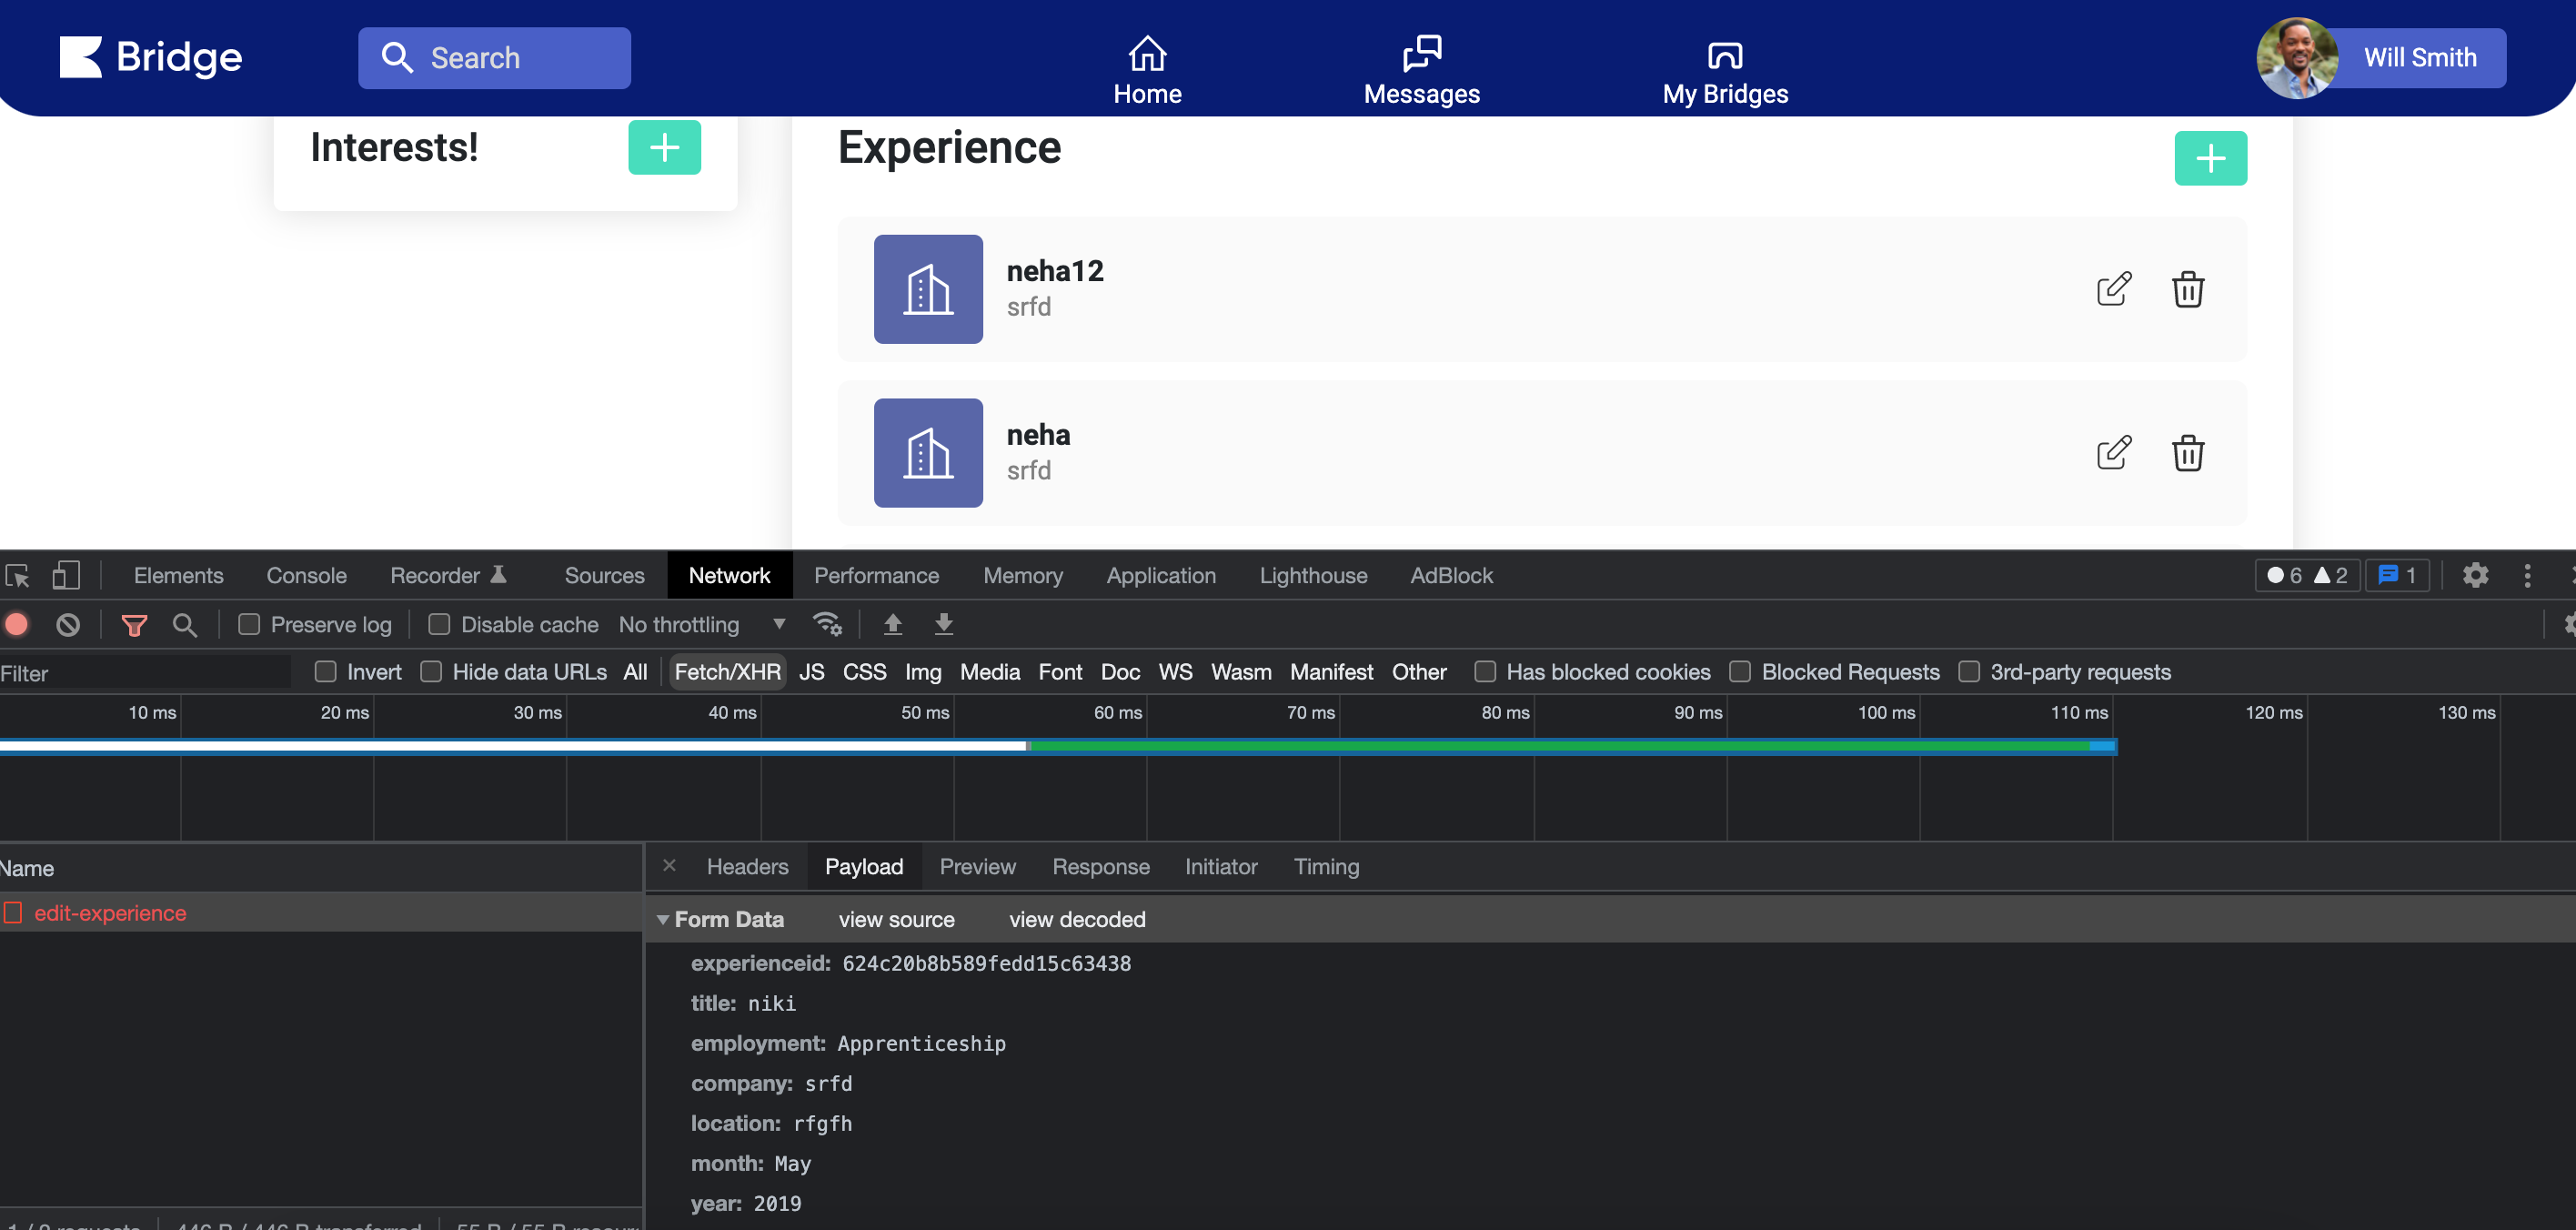 Bridge
Search
Home
Messages
My Bridges
Will Smith
Interests!
Experience
neha12
srfd
neha
srfd
Elements Console Recorder Sources Network Performance Memory Application Lighthouse AdBlock 6 2 1
Preserve log Disable cache No throttling
Filter Invert Hide data URLs All Fetch/XHR JS CSS Img Media Font Doc WS Wasm Manifest Other Has blocked cookies Blocked Requests 3rd-party requests
10 ms 20 ms 30 ms 40 ms 50 ms 60 ms 70 ms 80 ms 90 ms 100 ms 110 ms 120 ms 130 ms
Name
Headers Payload Preview Response Initiator Timing
edit-experience
Form Data view source view decoded
experienceid: 624c20b8b589fedd15c63438
title: niki
employment: Apprenticeship
company: srfd
location: rfgfh
month: May
year: 2019